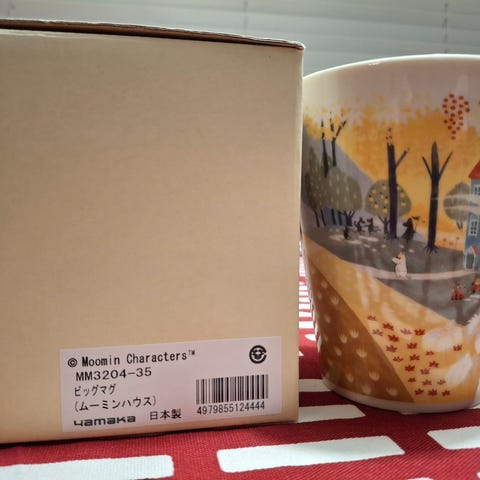 © Moomin Characters™
MM3204-35
ビッグマグ
(ムーミンハウス)
yamaka 日本製
4979855124444